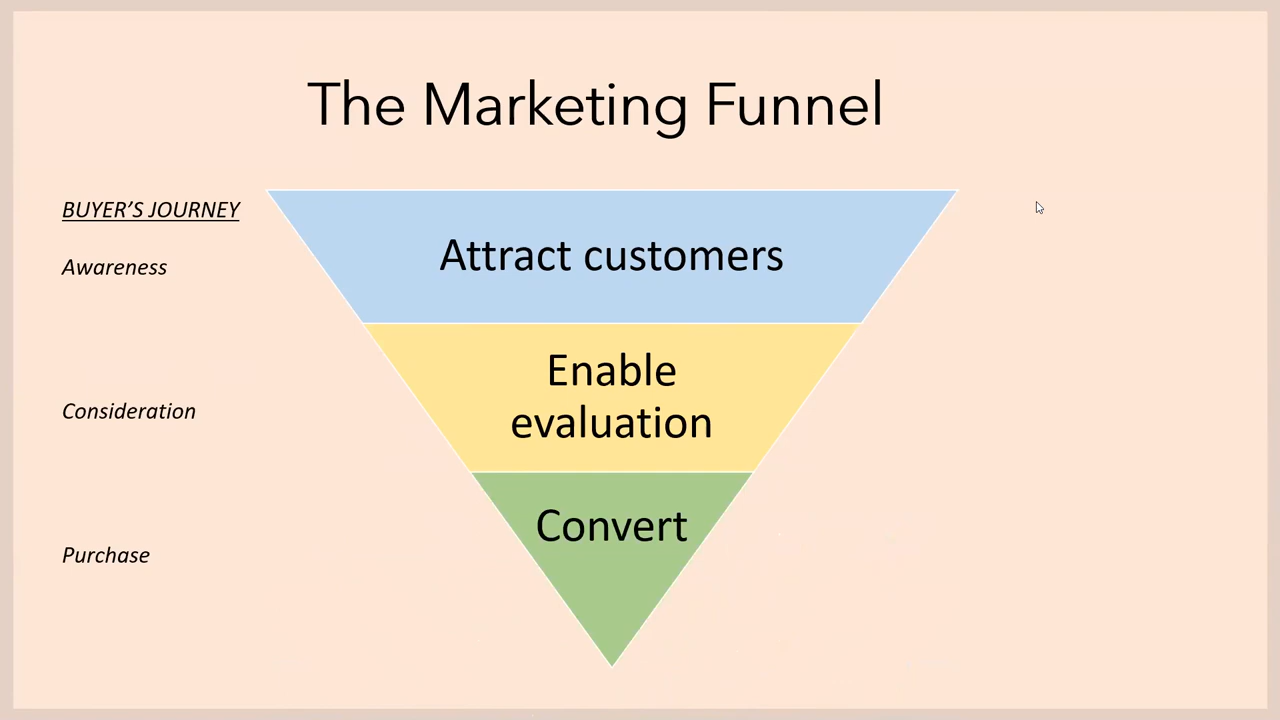 The Marketing Funnel
BUYER’S JOURNEY
Awareness
Attract customers
Consideration
Enable
evaluation
Purchase
Convert